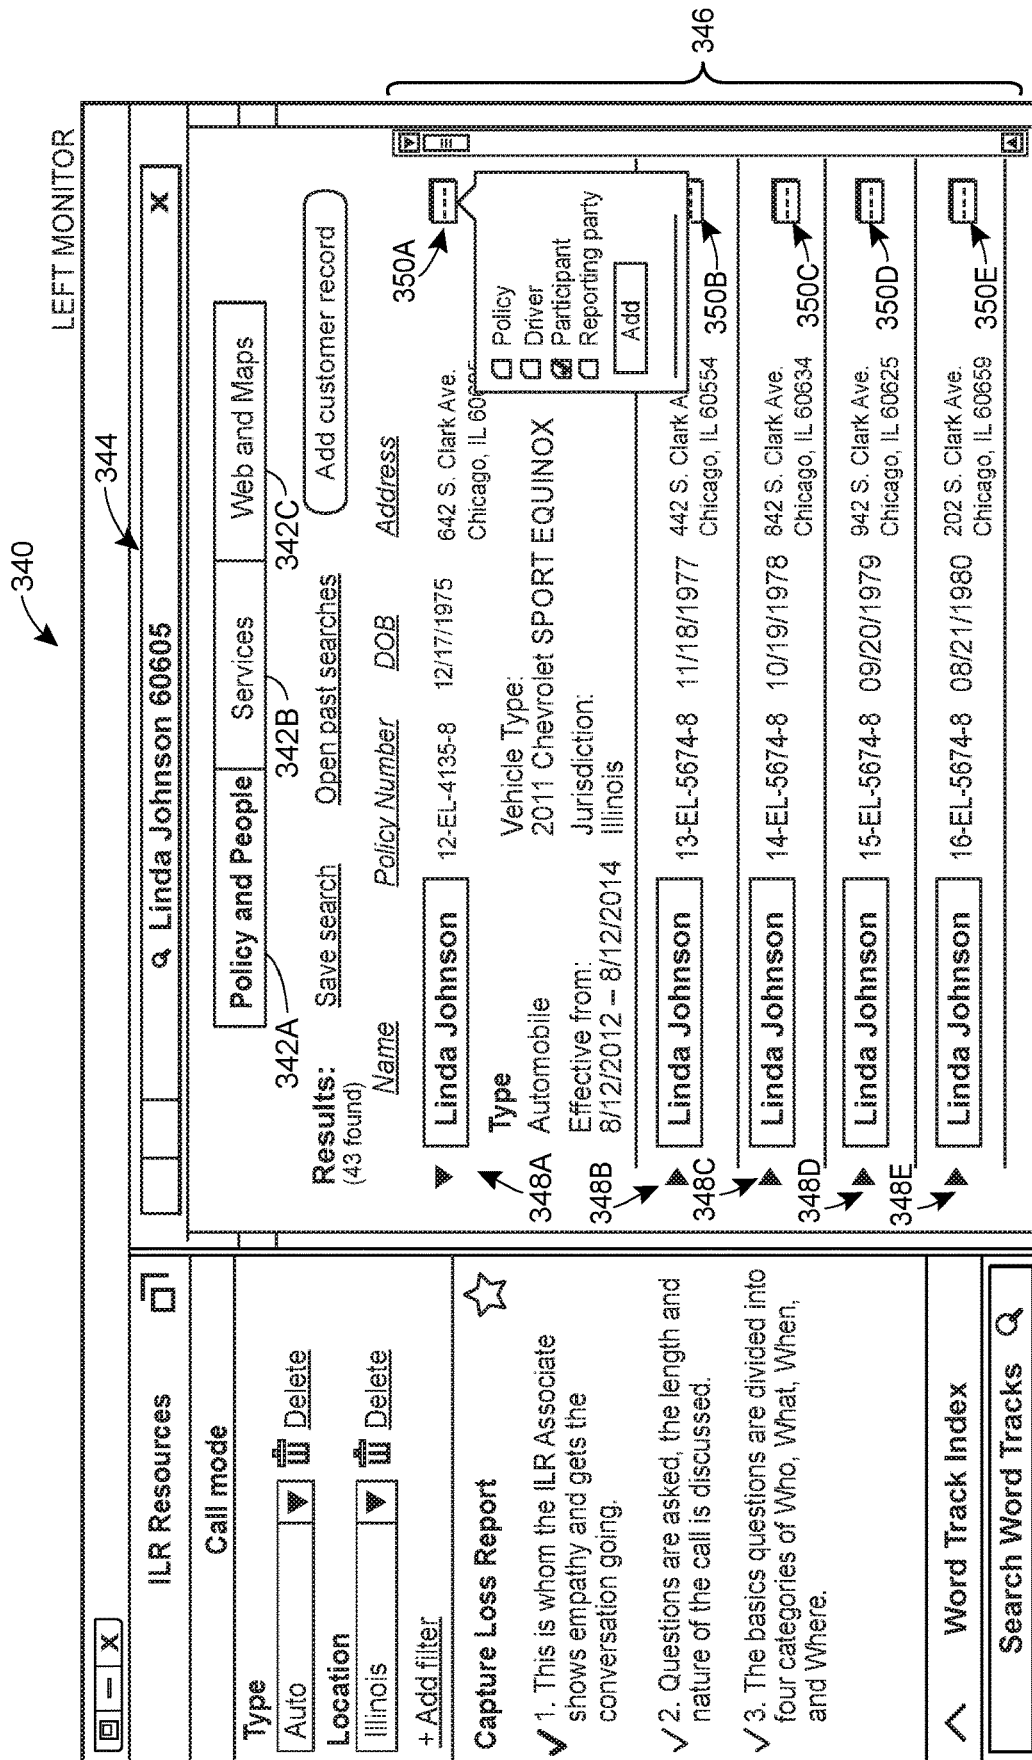 340
LEFT MONITOR
344
ILR Resources
Call mode
Type
Auto
Delete
Location
Illinois
Delete
+ Add filter
Capture Loss Report
1. This is whom the ILR Associate
shows empathy and gets the
conversation going.
2. Questions are asked, the length and
nature of the call is discussed.
3. The basics questions are divided into
four categories of Who, What, When,
and Where.
Word Track Index
Search Word Tracks
Linda Johnson 60605 X
Policy and People Services Web and Maps
342A 342B 342C
Results: Save search Open past searches Add customer record
(43 found)
Name Policy Number DOB Address
350A
Linda Johnson 12-EL-4135-8 12/17/1975 642 S. Clark Ave.
Chicago, IL
348A
Type
Automobile
Vehicle Type:
2011 Chevrolet SPORT EQUINOX
Effective from:
8/12/2012 – 8/12/2014
Jurisdiction:
Illinois
Policy
Driver
Participant
Reporting party
Add
346
348B
Linda Johnson 13-EL-5674-8 11/18/1977 442 S. Clark A
Chicago, IL 60554
350B
348C
Linda Johnson 14-EL-5674-8 10/19/1978 842 S. Clark Ave.
Chicago, IL 60634
350C
348D
Linda Johnson 15-EL-5674-8 09/20/1979 942 S. Clark Ave.
Chicago, IL 60625
350D
348E
Linda Johnson 16-EL-5674-8 08/21/1980 202 S. Clark Ave.
Chicago, IL 60659
350E